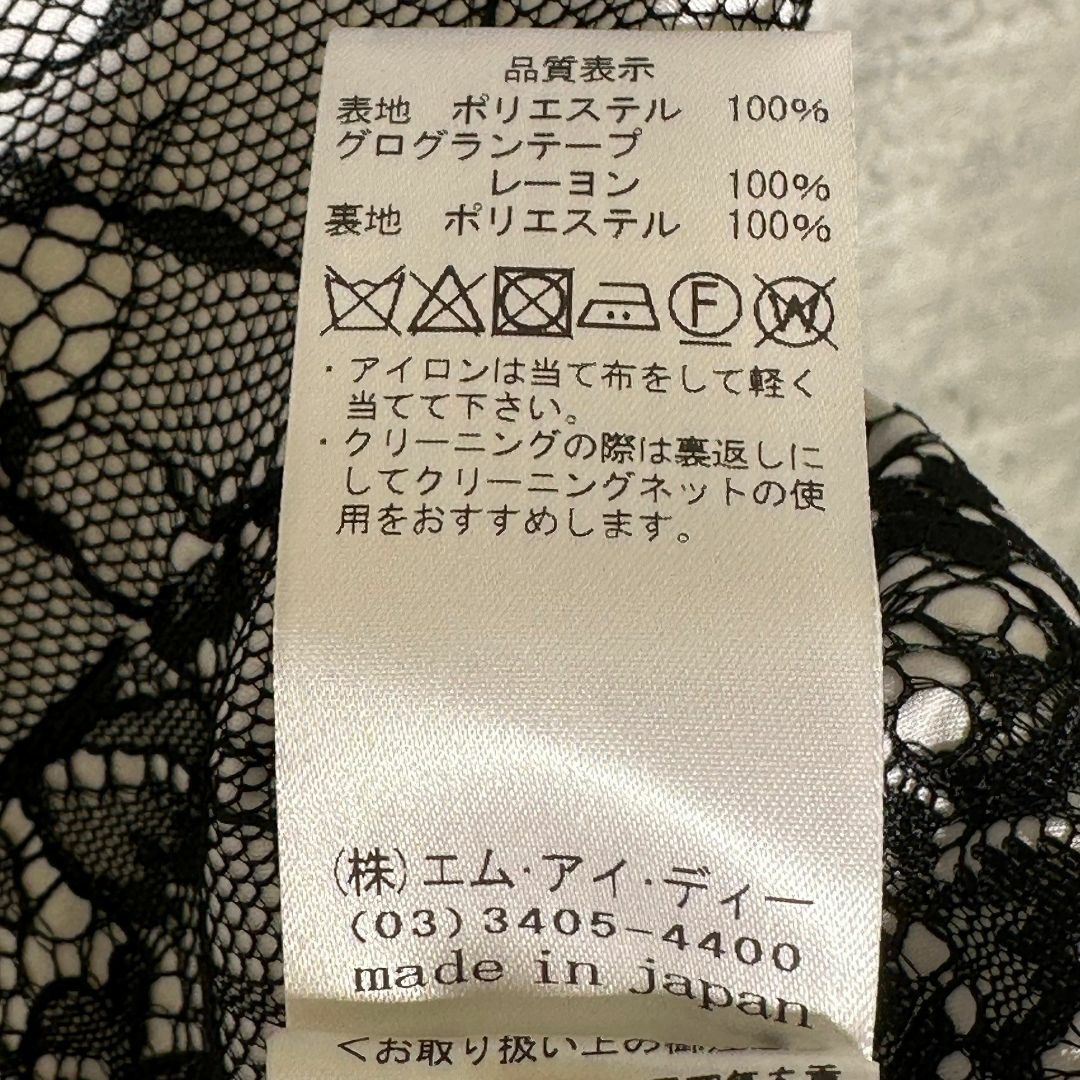 品質表示
表地 ポリエステル 100%
グログランテープ
レーヨン 100%
裏地 ポリエステル 100%
F W
・アイロンは当て布をして軽く
当てて下さい。
・クリーニングの際は裏返しに
してクリーニングネットの使
用をおすすめします。
(株)エム・アイ・ディー
(03)3405-4400
made in japan
<お取り扱い上の